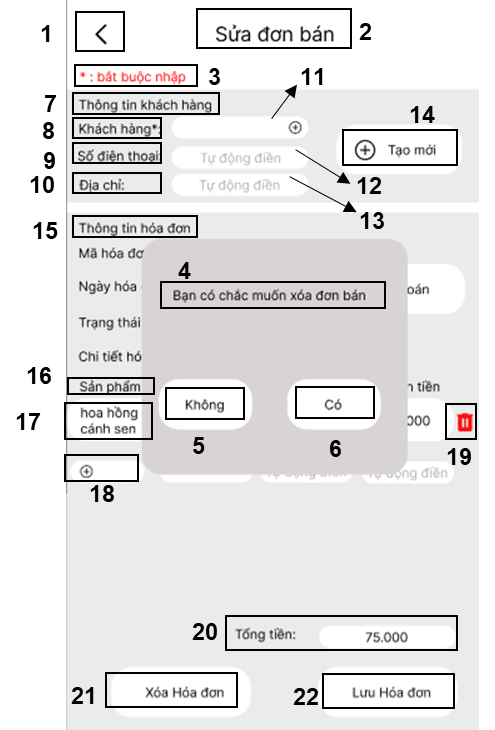 1
Sửa đơn bán
2
* : bắt buộc nhập
3
11
7
Thông tin khách hàng
14
8
Khách hàng*:
9
Số điện thoại:
Tự động điền
Tạo mới
10
Địa chỉ:
Tự động điền
12
13
15
Thông tin hóa đơn
Mã hóa đơ
4
Ngày hóa
Bạn có chắc muốn xóa đơn bán
oán
Trạng thái
Chi tiết hó
16
Sản phẩm
n tiền
17
hoa hồng
cánh sen
Không
Có
000
5
6
19
18
Tự động điền
Tự động điền
20
Tổng tiền:
75.000
21
Xóa Hóa đơn
22
Lưu Hóa đơn